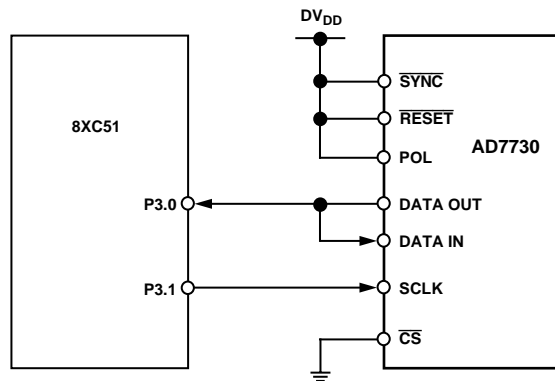 DVDD
SYNC
8XC51
RESET
AD7730
POL
P3.0
DATA OUT
DATA IN
P3.1
SCLK
CS